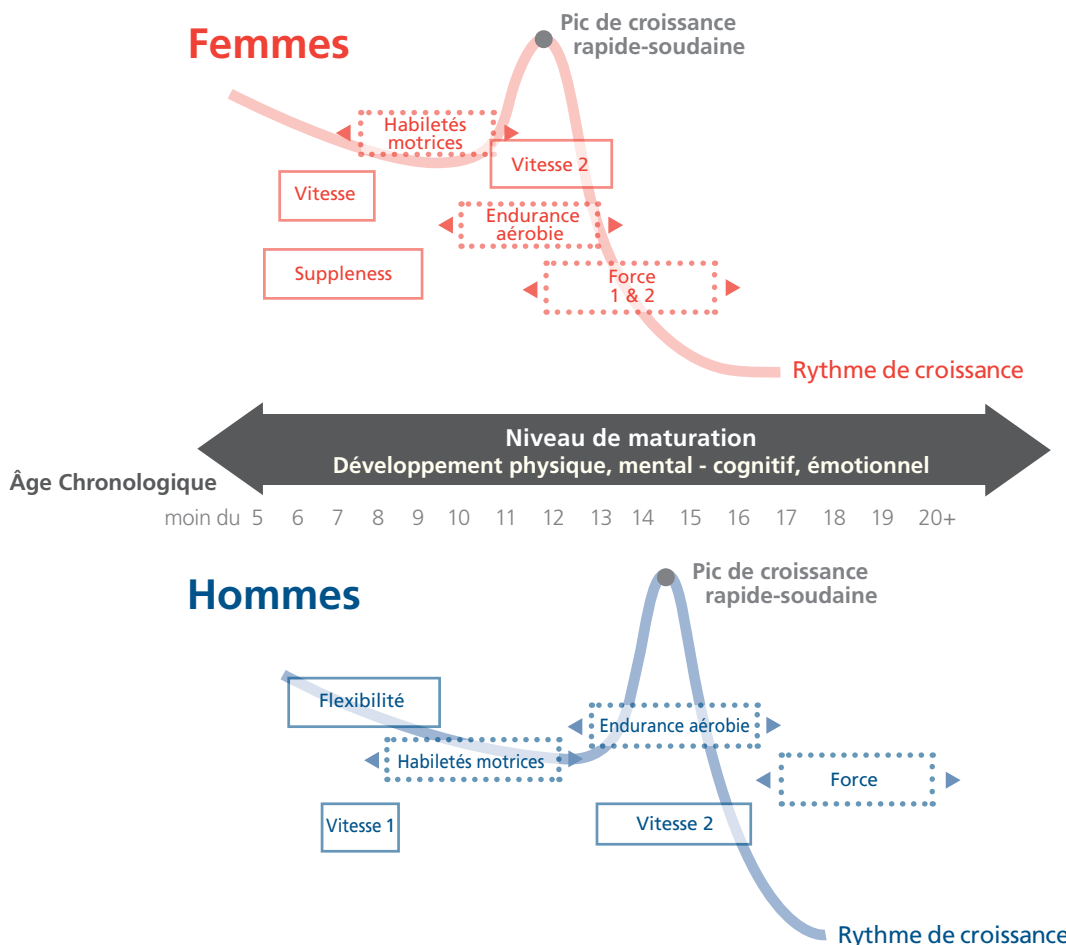 Pic de croissance
rapide-soudaine
Femmes
Habiletés
motrices
Vitesse 2
Vitesse
Endurance
aérobie
Suppleness
Force
1 & 2
Rythme de croissance
Niveau de maturation
Développement physique, mental - cognitif, émotionnel
Âge Chronologique
moin du 5 6 7 8 9 10 11 12 13 14 15 16 17 18 19 20+
Pic de croissance
rapide-soudaine
Hommes
Flexibilité
Endurance aérobie
Habiletés motrices
Force
Vitesse 1
Vitesse 2
Rythme de croissance